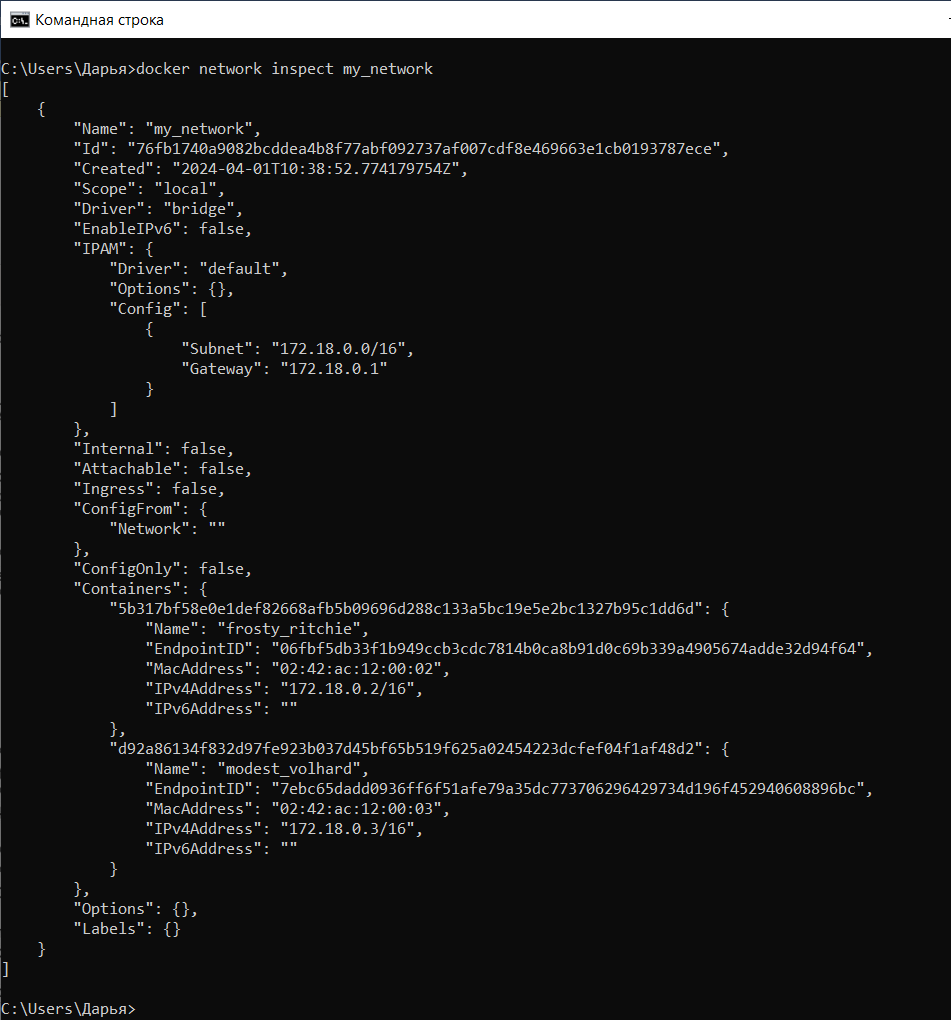 Командная строка
C:\Users\Дарья>docker network inspect my_network
[
    {
        "Name": "my_network",
        "Id": "76fb1740a9082bcddea4b8f77abf092737af007cdf8e469663e1cb0193787ece",
        "Created": "2024-04-01T10:38:52.774179754Z",
        "Scope": "local",
        "Driver": "bridge",
        "EnableIPv6": false,
        "IPAM": {
            "Driver": "default",
            "Options": {},
            "Config": [
                {
                    "Subnet": "172.18.0.0/16",
                    "Gateway": "172.18.0.1"
                }
            ]
        },
        "Internal": false,
        "Attachable": false,
        "Ingress": false,
        "ConfigFrom": {
            "Network": ""
        },
        "ConfigOnly": false,
        "Containers": {
            "5b317bf58e0e1def82668afb5b09696d288c133a5bc19e5e2bc1327b95c1dd6d": {
                "Name": "frosty_ritchie",
                "EndpointID": "06fbf5db33f1b949ccb3cdc7814b0ca8b91d0c69b339a4905674adde32d94f64",
                "MacAddress": "02:42:ac:12:00:02",
                "IPv4Address": "172.18.0.2/16",
                "IPv6Address": ""
            },
            "d92a86134f832d97fe923b037d45bf65b519f625a02454223dcfef04f1af48d2": {
                "Name": "modest_volhard",
                "EndpointID": "7ebc65dadd0936ff6f51afe79a35dc773706296429734d196f452940608896bc",
                "MacAddress": "02:42:ac:12:00:03",
                "IPv4Address": "172.18.0.3/16",
                "IPv6Address": ""
            }
        },
        "Options": {},
        "Labels": {}
    }
]
C:\Users\Дарья>